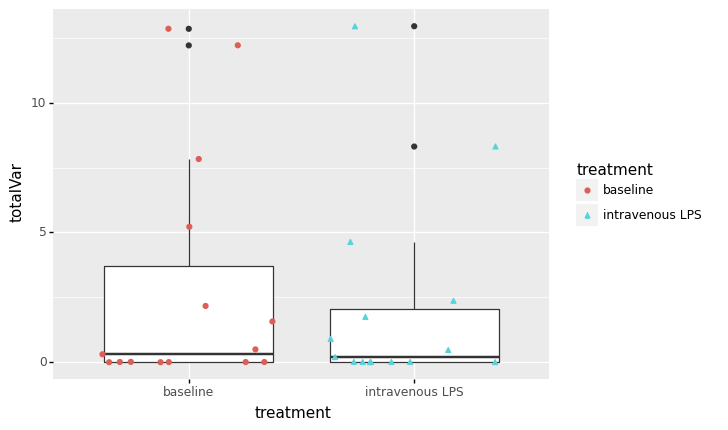 totalVar
10
5
0
baseline
intravenous LPS
treatment
treatment
baseline
intravenous LPS